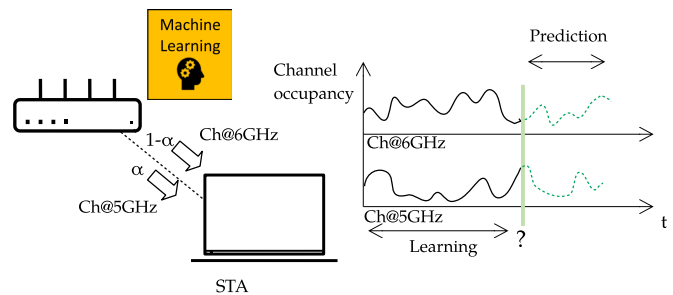 Machine
Learning
Prediction
Channel
occupancy
1-α
Ch@6GHz
α
Ch@5GHz
STA
Ch@6GHz
Ch@5GHz
t
Learning
?